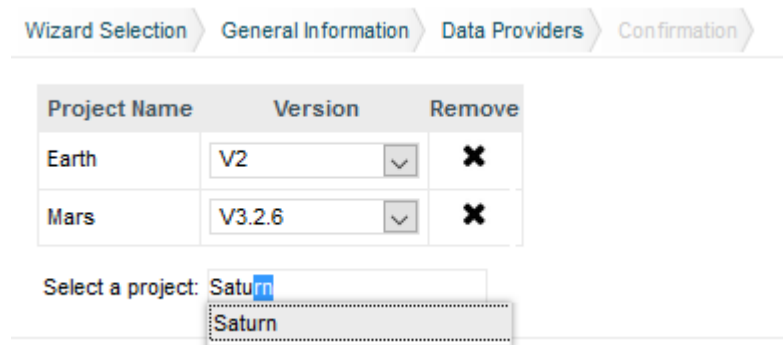 Wizard Selection General Information Data Providers Confirmation
Project Name Version Remove
Earth V2
Mars V3.2.6
Select a project: Saturn
Saturn